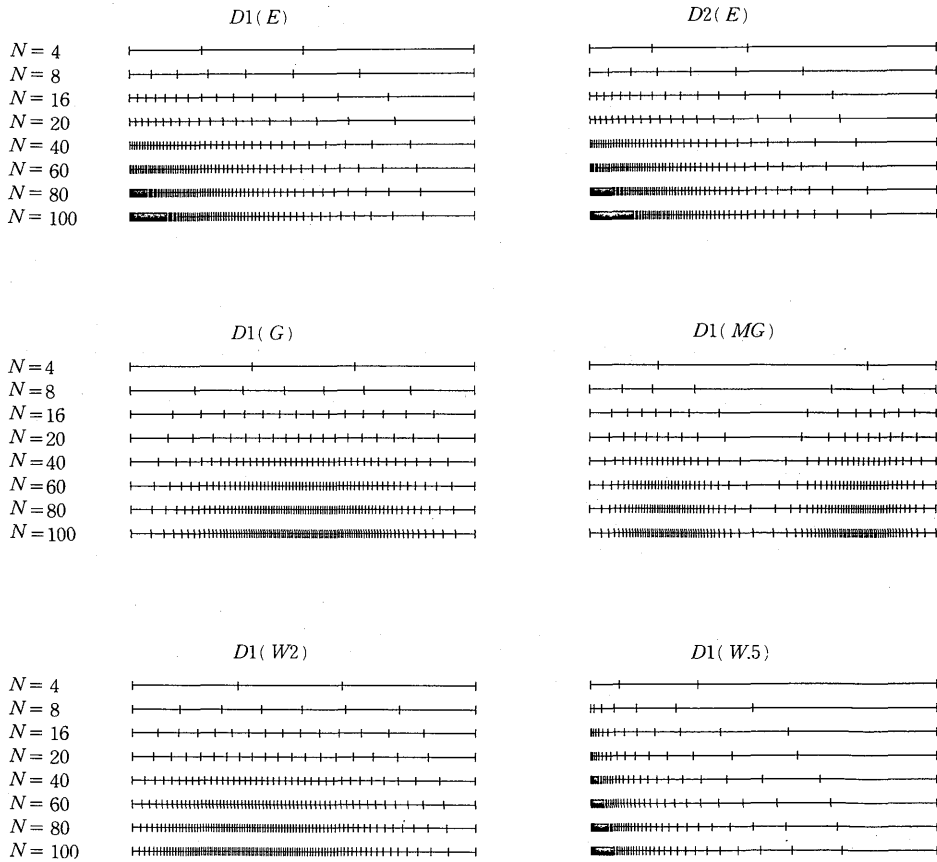 D1(E)
D2(E)
N=4
N=8
N=16
N=20
N=40
N=60
N=80
N=100
D1(G)
D1(MG)
N=4
N=8
N=16
N=20
N=40
N=60
N=80
N=100
D1(W2)
D1(W.5)
N=4
N=8
N=16
N=20
N=40
N=60
N=80
N=100